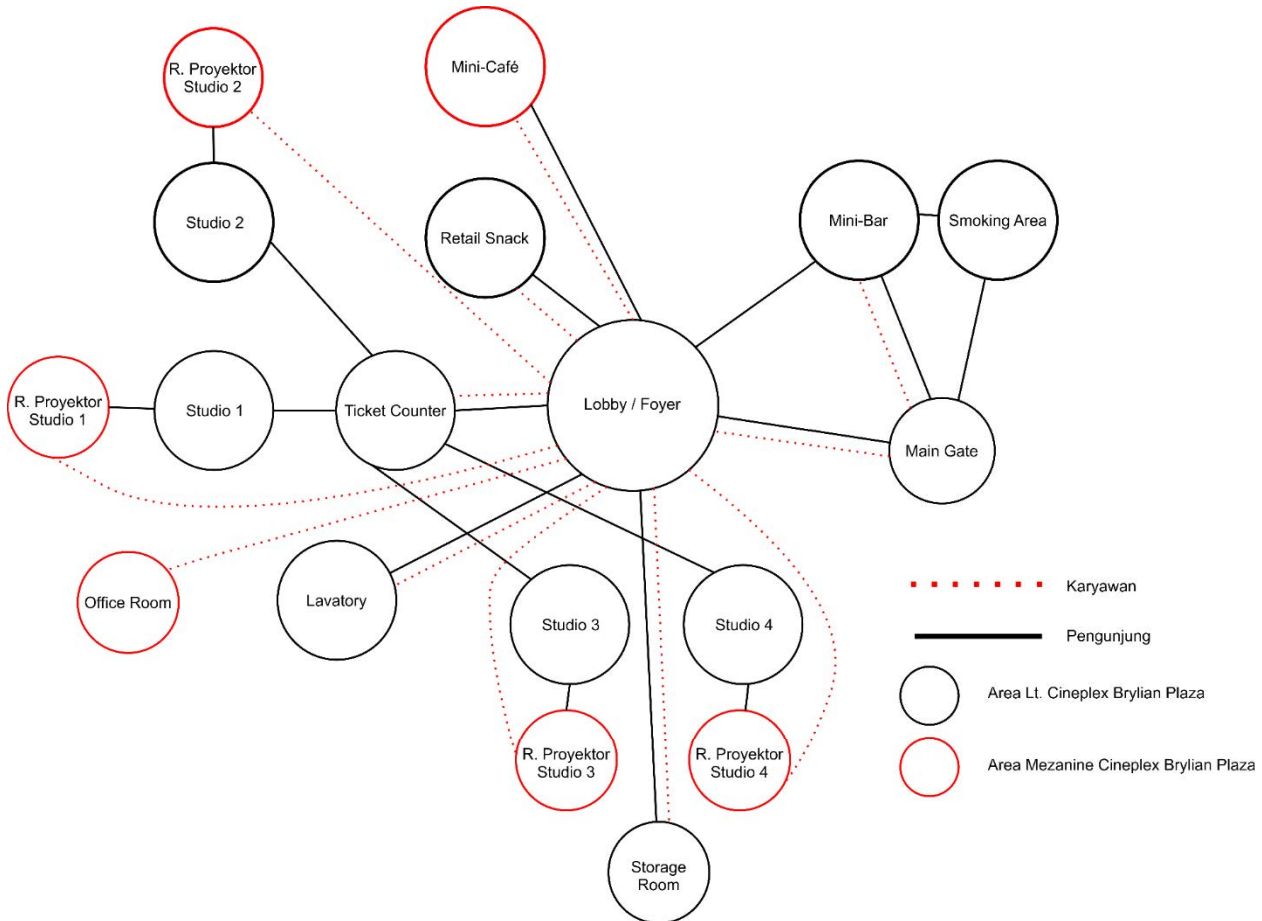 R. Proyektor
Studio 2
Mini-Café
Studio 2
Retail Snack
Mini-Bar
Smoking Area
R. Proyektor
Studio 1
Studio 1
Ticket Counter
Lobby / Foyer
Main Gate
Office Room
Lavatory
Studio 3
Studio 4
R. Proyektor
Studio 3
R. Proyektor
Studio 4
Storage
Room
Karyawan
Pengunjung
Area Lt. Cineplex Brylian Plaza
Area Mezanine Cineplex Brylian Plaza